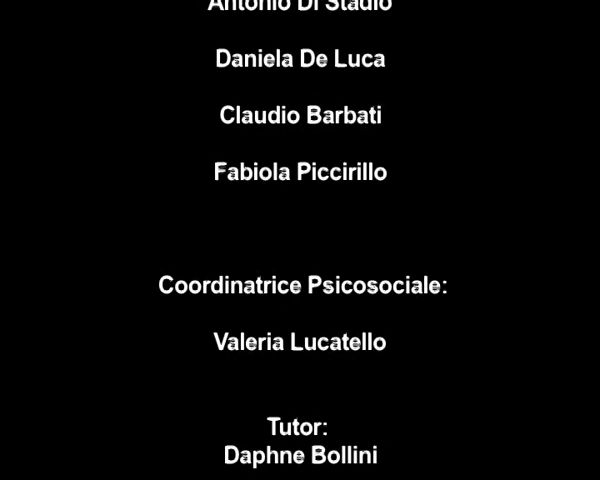 Antonio Di Stadio
Daniela De Luca
Claudio Barbati
Fabiola Piccirillo
Coordinatrice Psicosociale:
Valeria Lucatello
Tutor:
Daphne Bollini